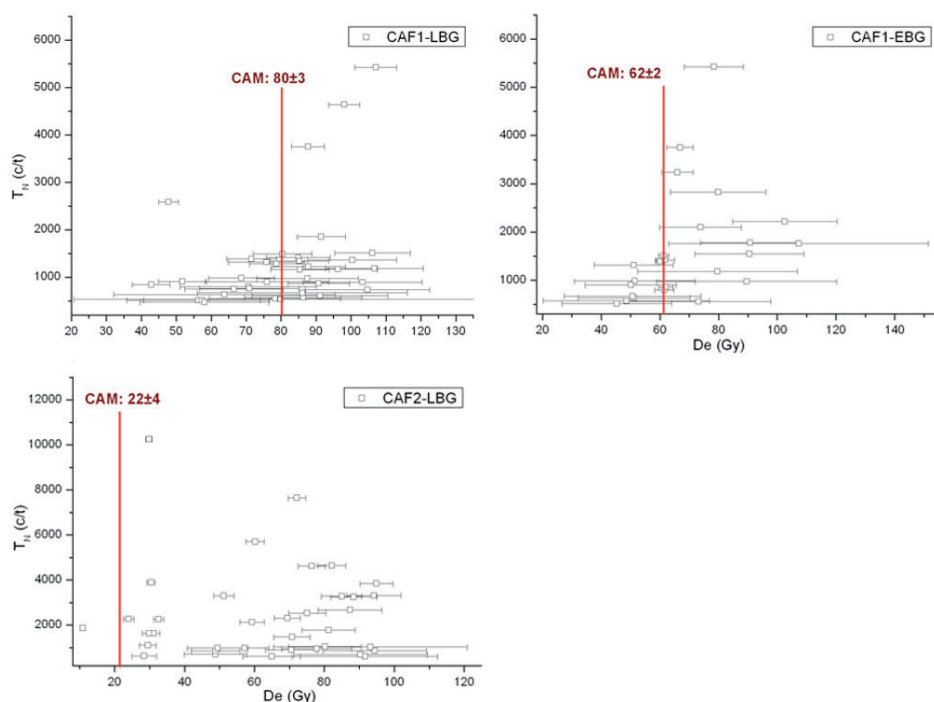 CAF1-LBG
CAM: 80±3
6000
5000
4000
3000
2000
1000
T_N (c/t)
20 30 40 50 60 70 80 90 100 110 120 130
CAF1-EBG
CAM: 62±2
6000
5000
4000
3000
2000
1000
20 40 60 80 100 120 140
De (Gy)
CAF2-LBG
CAM: 22±4
12000
10000
8000
6000
4000
2000
T_N (c/t)
20 40 60 80 100 120
De (Gy)